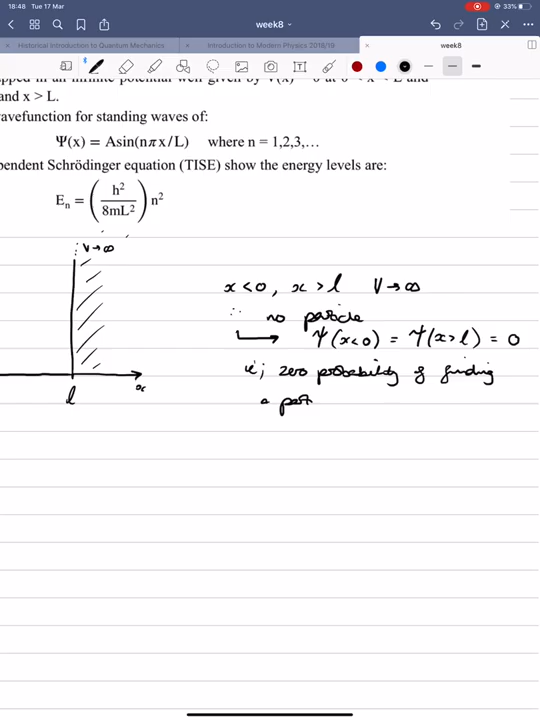 18:48 Tue 17 Mar
33%
week8
Historical Introduction to Quantum Mechanics
Introduction to Modern Physics 2018/19
week8
and x > L.
wavefunction for standing waves of:
Ψ(x) = Asin(nπx/L) where n = 1,2,3,…
pendent Schrödinger equation (TISE) show the energy levels are:
Eₙ = (h²/8mL²) n²
V→∞
x<0, x>l V→∞
∴ no particle
Ψ(x<0) = Ψ(x>l) = 0
ie; zero probability of finding
a part
x
l